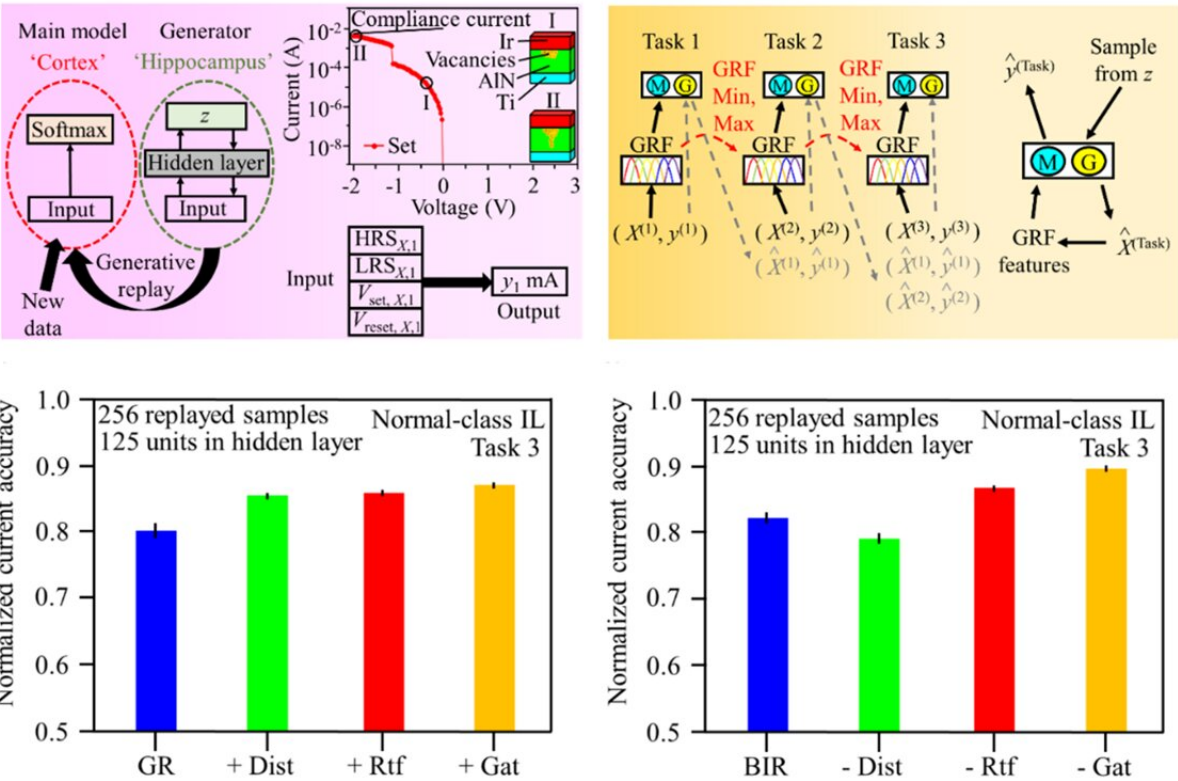 Main model
'Cortex'
Generator
'Hippocampus'
Softmax
Input
z
Hidden layer
Input
Generative
replay
New
data
Current (A)
10⁻²
10⁻⁴
10⁻⁶
10⁻⁸
Compliance current
I
II
I
Set
Ir
Vacancies
AlN
Ti
II
-2 -1 0 1 2 3
Voltage (V)
Input
HRS_X,1
LRS_X,1
V_set, X,1
V_reset, X,1
y₁ mA
Output
Task 1
Task 2
Task 3
M G
M G
M G
GRF
Min,
Max
GRF
Min,
Max
GRF
GRF
GRF
(X⁽¹⁾, y⁽¹⁾)
(X⁽²⁾, y⁽²⁾)
(X̂⁽¹⁾, ŷ⁽¹⁾)
(X⁽³⁾, y⁽³⁾)
(X̂⁽¹⁾, ŷ⁽¹⁾)
(X̂⁽²⁾, ŷ⁽²⁾)
ŷ(Task)
Sample
from z
M G
GRF
features
X̂(Task)
Normalized current accuracy
1.0
0.9
0.8
0.7
0.6
0.5
256 replayed samples
125 units in hidden layer
Normal-class IL
Task 3
GR + Dist + Rtf + Gat
Normalized current accuracy
1.0
0.9
0.8
0.7
0.6
0.5
256 replayed samples
125 units in hidden layer
Normal-class IL
Task 3
BIR - Dist - Rtf - Gat